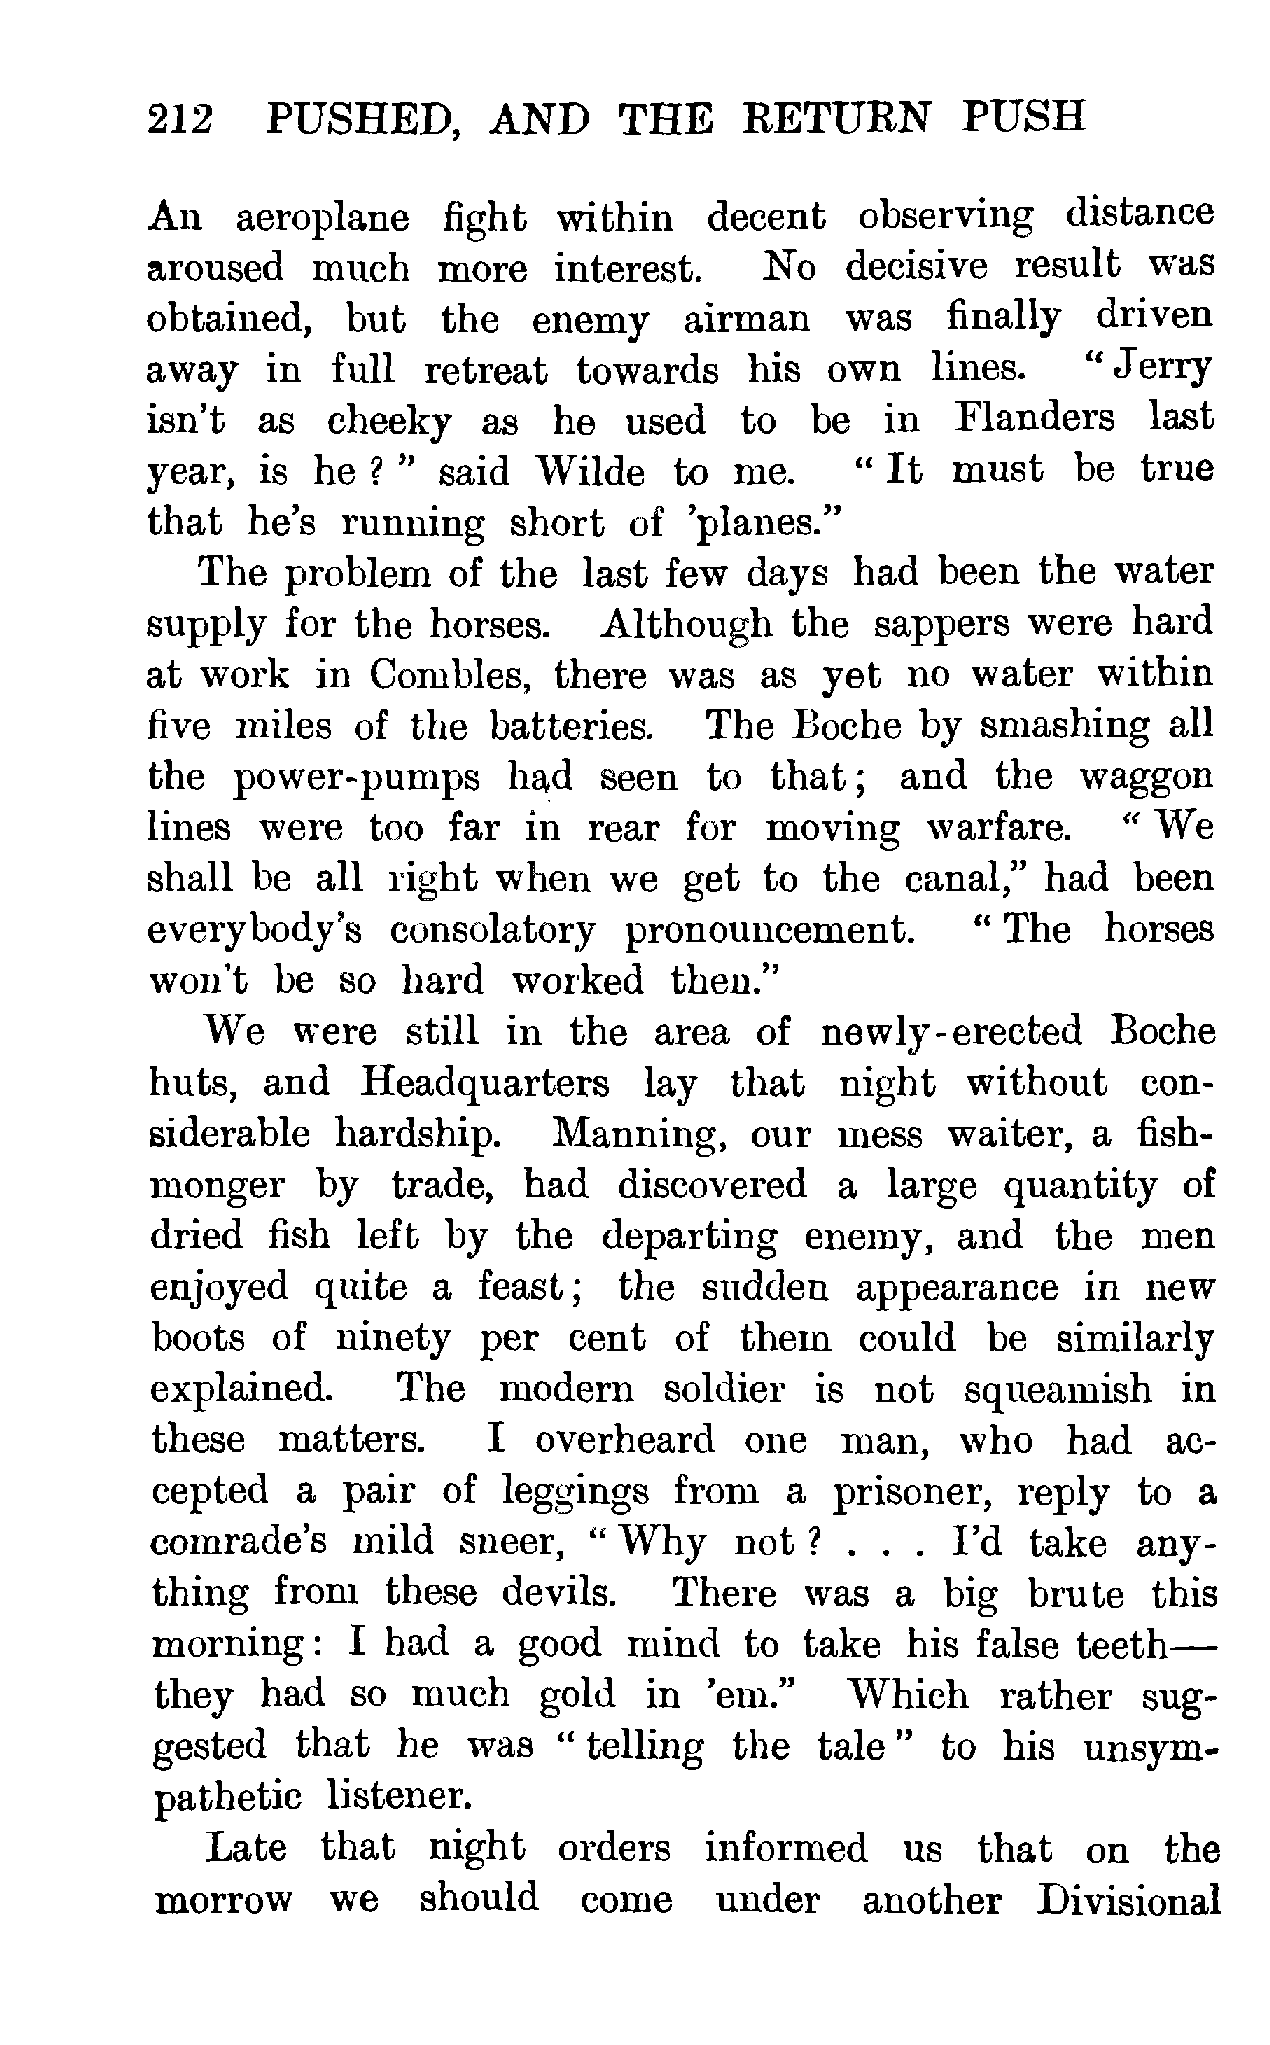 212 PUSHED, AND THE RETURN PUSH
An aeroplane fight within decent observing distance
aroused much more interest. No decisive result was
obtained, but the enemy airman was finally driven
away in full retreat towards his own lines. “Jerry
isn't as cheeky as he used to be in Flanders last
year, is he ? ” said Wilde to me. “ It must be true
that he's running short of 'planes.”
The problem of the last few days had been the water
supply for the horses. Although the sappers were hard
at work in Combles, there was as yet no water within
five miles of the batteries. The Boche by smashing all
the power-pumps had seen to that ; and the waggon
lines were too far in rear for moving warfare. “ We
shall be all right when we get to the canal,” had been
everybody's consolatory pronouncement. “ The horses
won't be so hard worked then.”
We were still in the area of newly-erected Boche
huts, and Headquarters lay that night without con-
siderable hardship. Manning, our mess waiter, a fish-
monger by trade, had discovered a large quantity of
dried fish left by the departing enemy, and the men
enjoyed quite a feast ; the sudden appearance in new
boots of ninety per cent of them could be similarly
explained. The modern soldier is not squeamish in
these matters. I overheard one man, who had ac-
cepted a pair of leggings from a prisoner, reply to a
comrade's mild sneer, “ Why not ? . . . I'd take any-
thing from these devils. There was a big brute this
morning : I had a good mind to take his false teeth—
they had so much gold in 'em.” Which rather sug-
gested that he was “ telling the tale ” to his unsym-
pathetic listener.
Late that night orders informed us that on the
morrow we should come under another Divisional